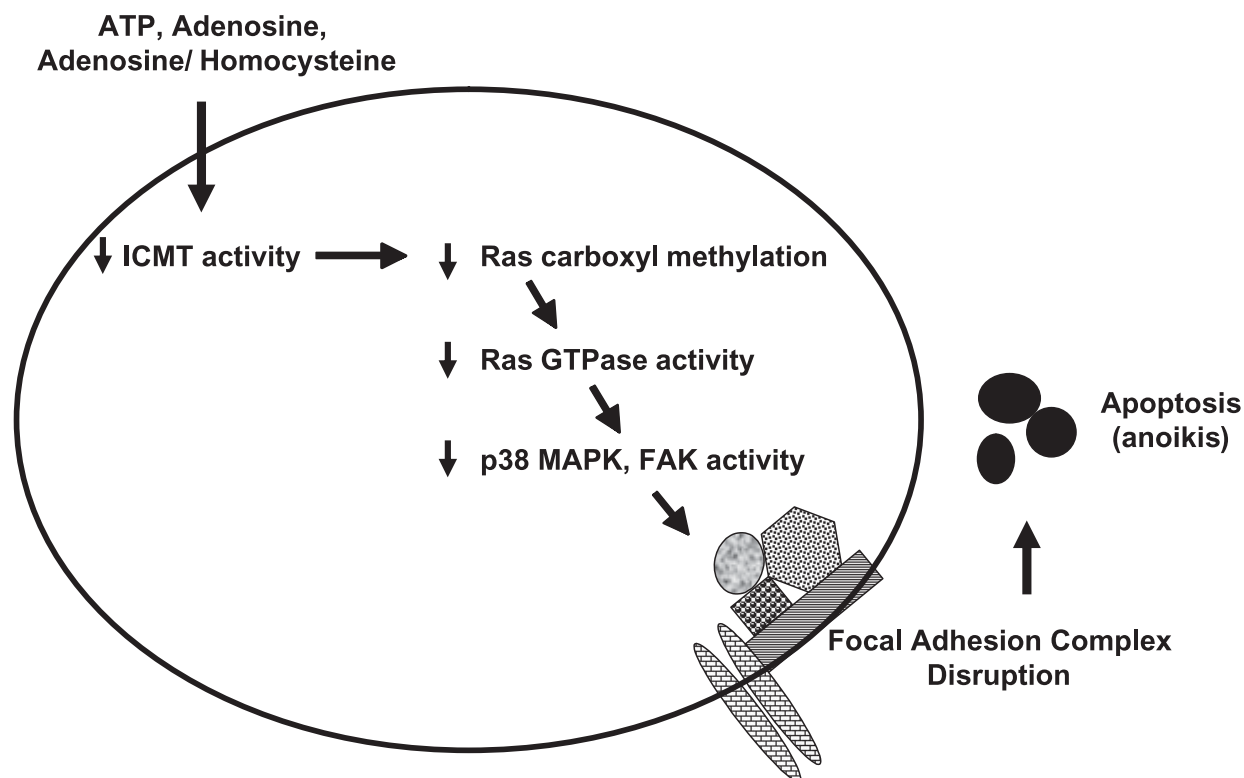 ATP, Adenosine,
Adenosine/ Homocysteine
ICMT activity
Ras carboxyl methylation
Ras GTPase activity
p38 MAPK, FAK activity
Apoptosis
(anoikis)
Focal Adhesion Complex
Disruption